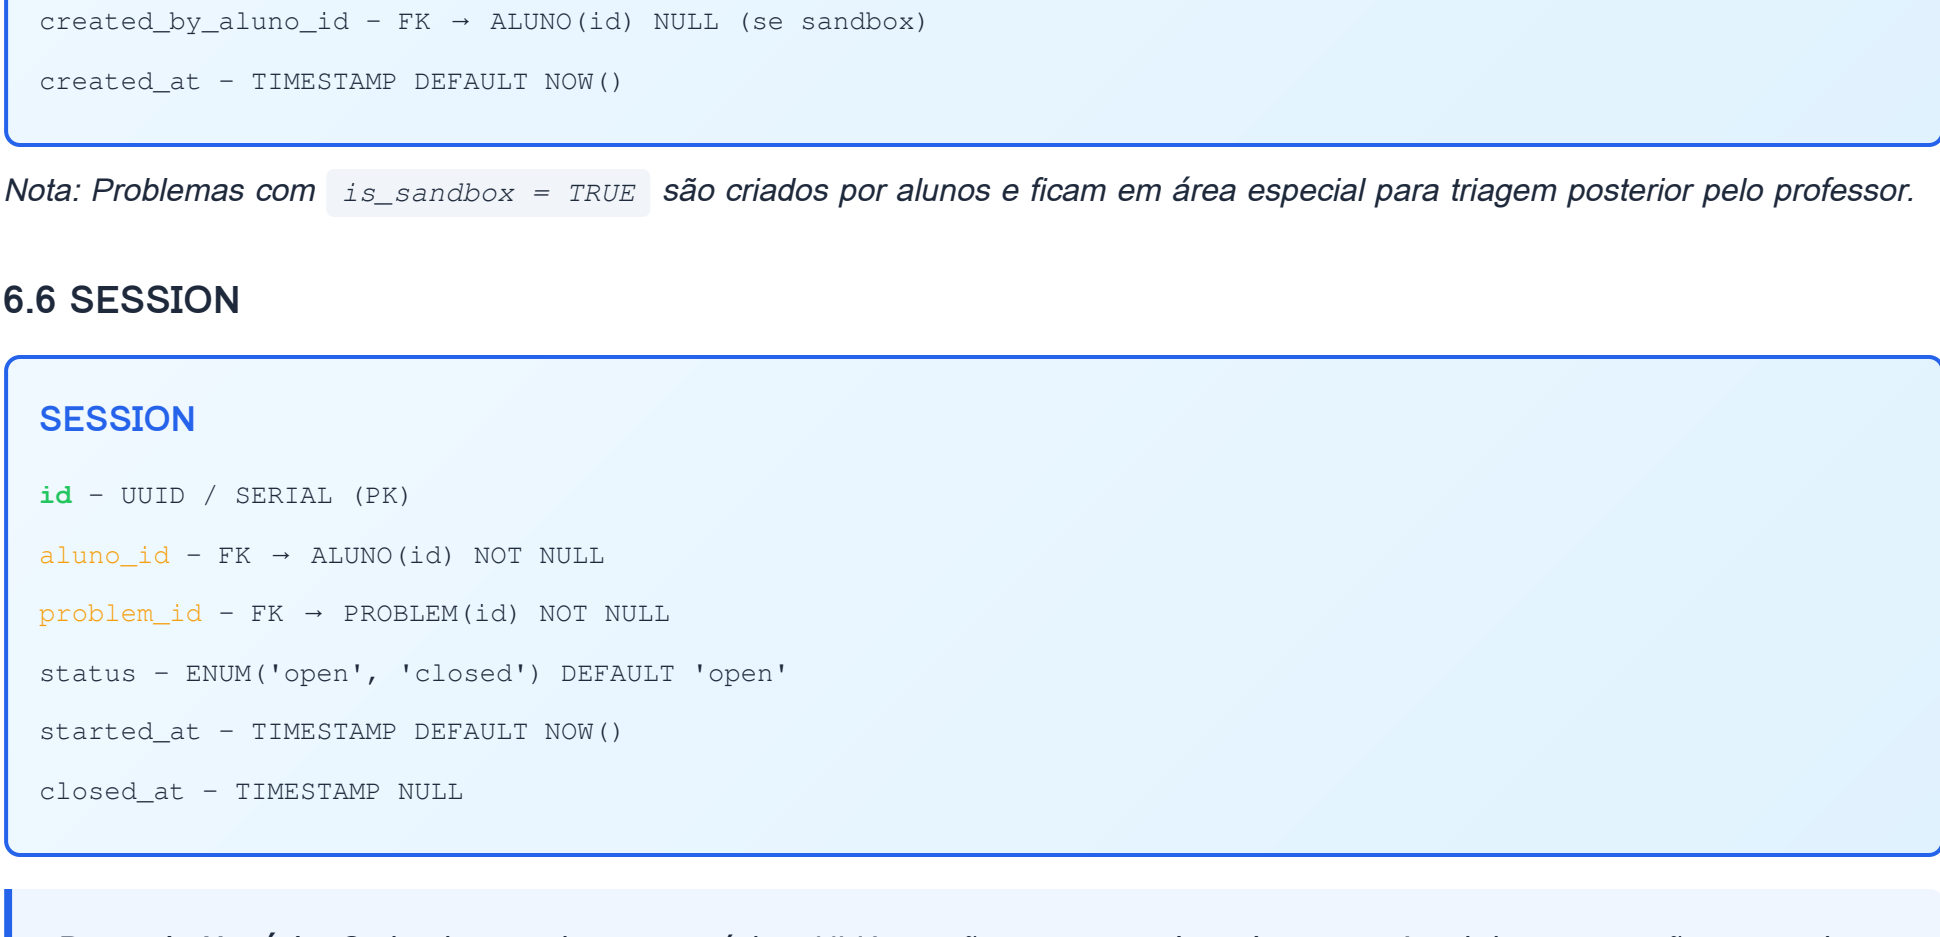 created_by_aluno_id – FK → ALUNO(id) NULL (se sandbox)
created_at – TIMESTAMP DEFAULT NOW()
Nota: Problemas com is_sandbox = TRUE são criados por alunos e ficam em área especial para triagem posterior pelo professor.
6.6 SESSION
SESSION
id – UUID / SERIAL (PK)
aluno_id – FK → ALUNO(id) NOT NULL
problem_id – FK → PROBLEM(id) NOT NULL
status – ENUM('open', 'closed') DEFAULT 'open'
started_at – TIMESTAMP DEFAULT NOW()
closed_at – TIMESTAMP NULL